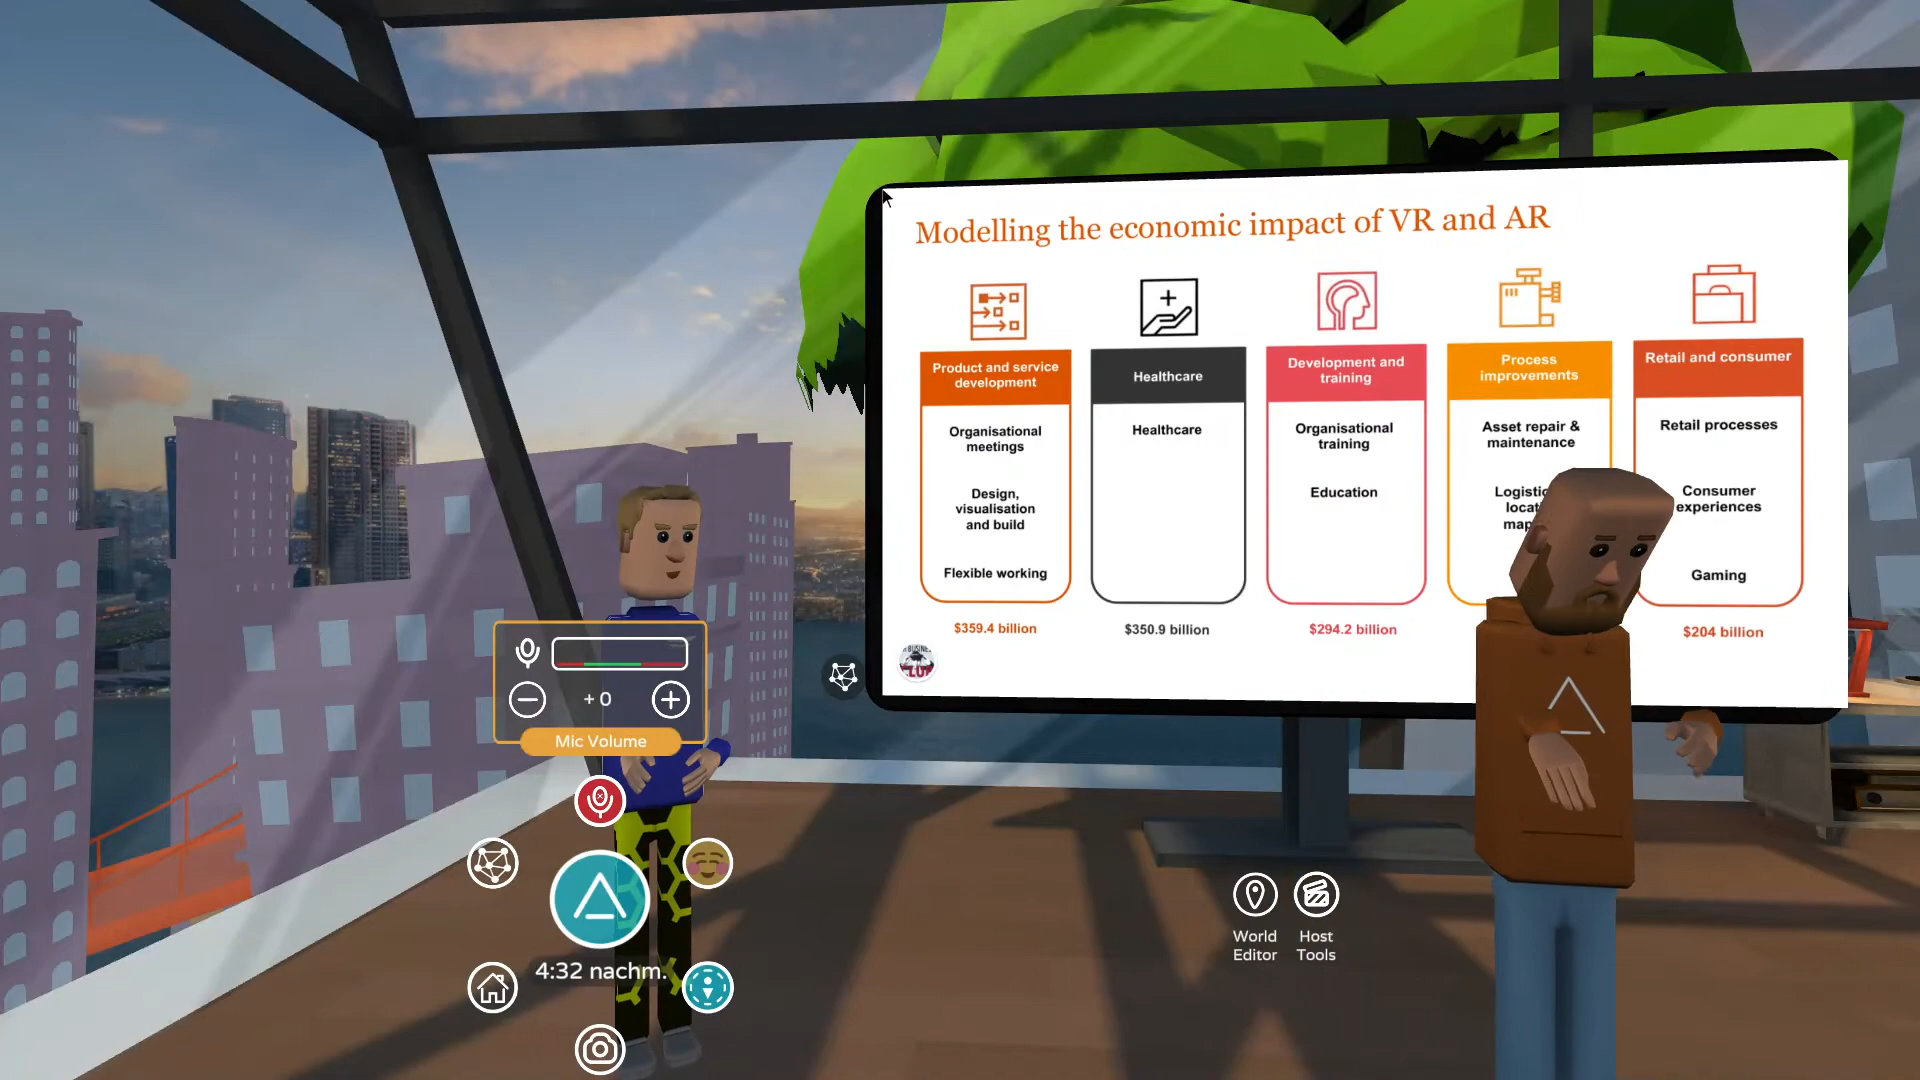 Modelling the economic impact of VR and AR
Product and service
development
Organisational
meetings
Design,
visualisation
and build
Flexible working
$359.4 billion
Healthcare
Healthcare
$350.9 billion
Development and
training
Organisational
training
Education
$294.2 billion
Process
improvements
Asset repair &
maintenance
Retail and consumer
Retail processes
Consumer
experiences
Gaming
$204 billion
+ 0
Mic Volume
4:32 nachm.
World
Editor
Host
Tools